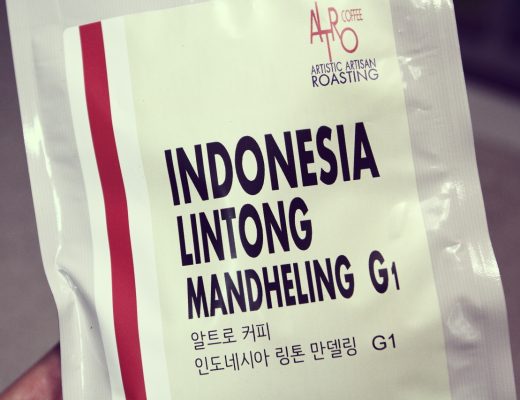 ALTRO COFFEE
ARTISTIC ARTISAN
ROASTING
INDONESIA
LINTONG
MANDHELING G1
알트로 커피
인도네시아 링톤 만델링 G1